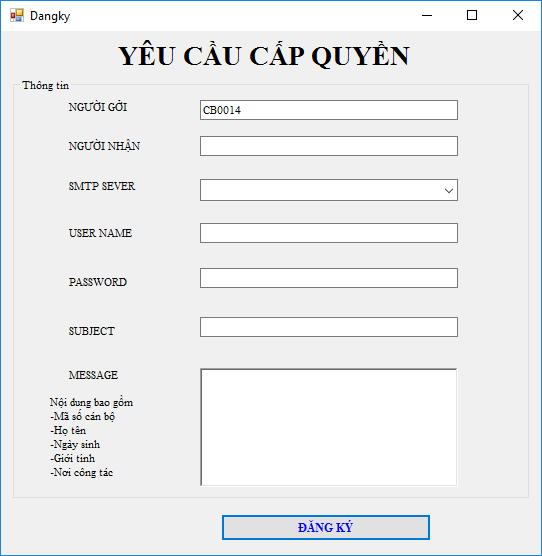 Dangky
YÊU CẦU CẤP QUYỀN
Thông tin
NGƯỜI GỞI
CB0014
NGƯỜI NHẬN
SMTP SEVER
USER NAME
PASSWORD
SUBJECT
MESSAGE
Nội dung bao gồm
-Mã số cán bộ
-Họ tên
-Ngày sinh
-Giới tính
-Nơi công tác
ĐĂNG KÝ